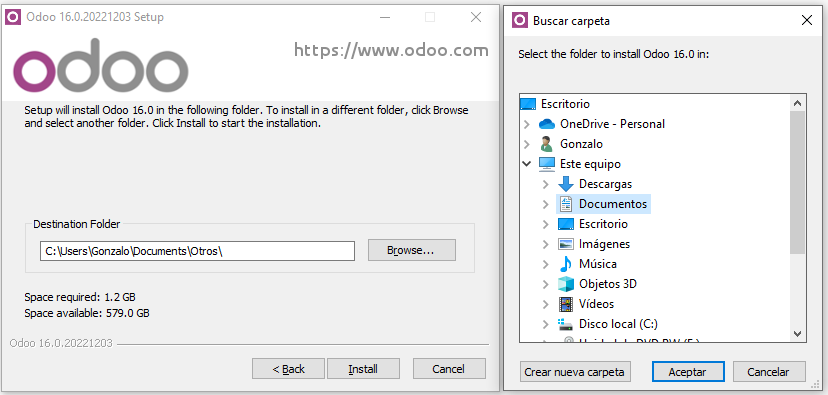 Odoo 16.0.20221203 Setup
https://www.odoo.com
odoo
Setup will install Odoo 16.0 in the following folder. To install in a different folder, click Browse
and select another folder. Click Install to start the installation.
Destination Folder
C:\Users\Gonzalo\Documents\Otros\
Browse...
Space required: 1.2 GB
Space available: 579.0 GB
Odoo 16.0.20221203
< Back
Install
Cancel
Buscar carpeta
Select the folder to install Odoo 16.0 in:
Escritorio
OneDrive - Personal
Gonzalo
Este equipo
Descargas
Documentos
Escritorio
Imágenes
Música
Objetos 3D
Vídeos
Disco local (C:)
Crear nueva carpeta
Aceptar
Cancelar